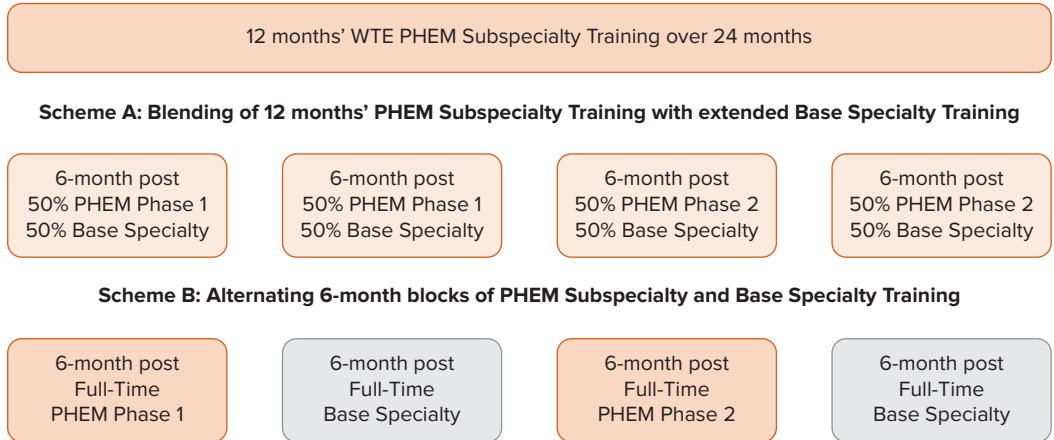 12 months’ WTE PHEM Subspecialty Training over 24 months
Scheme A: Blending of 12 months’ PHEM Subspecialty Training with extended Base Specialty Training
6-month post
50% PHEM Phase 1
50% Base Specialty
6-month post
50% PHEM Phase 1
50% Base Specialty
6-month post
50% PHEM Phase 2
50% Base Specialty
6-month post
50% PHEM Phase 2
50% Base Specialty
Scheme B: Alternating 6-month blocks of PHEM Subspecialty and Base Specialty Training
6-month post
Full-Time
PHEM Phase 1
6-month post
Full-Time
Base Specialty
6-month post
Full-Time
PHEM Phase 2
6-month post
Full-Time
Base Specialty